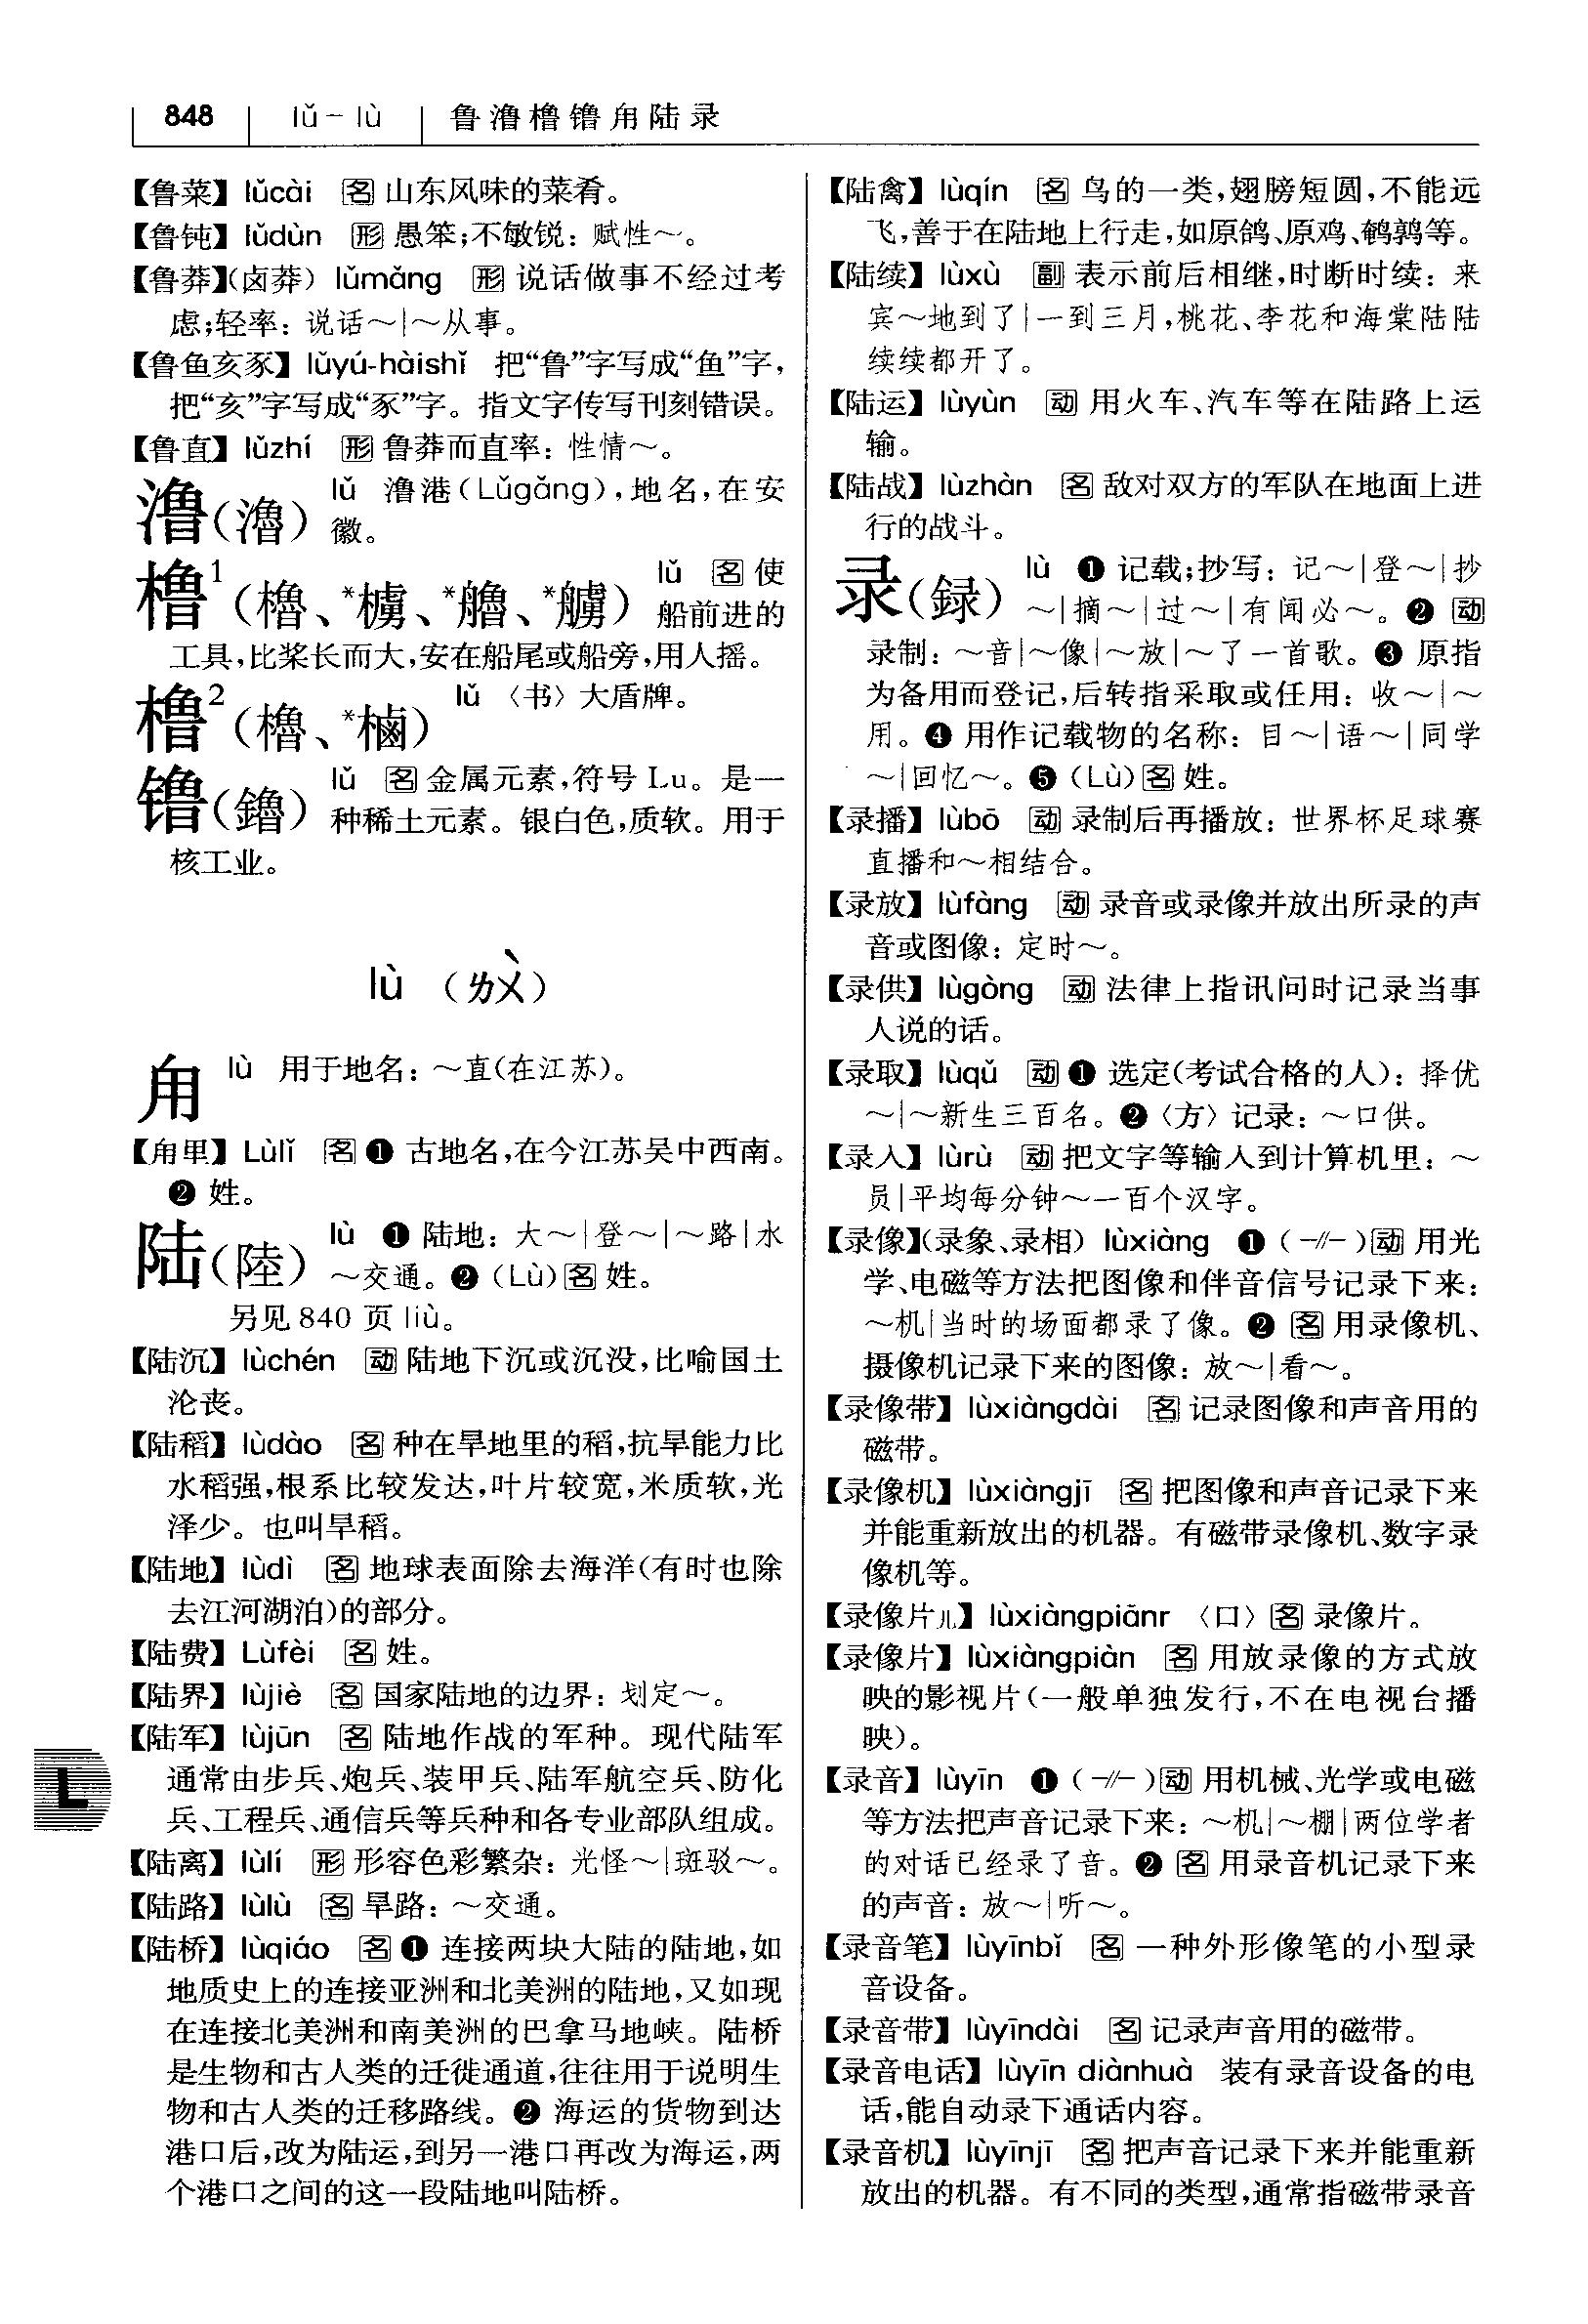 848 lǔ－lù 鲁澛橹镥甪陆录
【鲁菜】 lǔcài 名 山东风味的菜肴。
【鲁钝】 lǔdùn 形 愚笨;不敏锐：赋性～。
【鲁莽】(卤莽) lǔmǎng 形 说话做事不经过考
虑;轻率：说话～|～从事。
【鲁鱼亥豕】 lǔyú-hàishǐ 把“鲁”字写成“鱼”字,
把“亥”字写成“豕”字。指文字传写刊刻错误。
【鲁直】 lǔzhí 形 鲁莽而直率：性情～。
澛(瀂) lǔ 澛港(Lǔgǎng),地名,在安
徽。
橹1(櫓、*樐、*艪、*艣) lǔ 名 使
船前进的
工具,比桨长而大,安在船尾或船旁,用人摇。
橹2(櫓、*樐) lǔ 〈书〉大盾牌。
镥(鑥) lǔ 名 金属元素,符号 Lu。是一
种稀土元素。银白色,质软。用于
核工业。
lù (ㄌㄨˋ)
甪 lù 用于地名：～直(在江苏)。
【甪里】 Lùlǐ 名 ❶ 古地名,在今江苏吴中西南。
❷ 姓。
陆(陸) lù ❶ 陆地：大～|登～|～路|水
～交通。❷ (Lù)名 姓。
另见 840 页 liù。
【陆沉】 lùchén 动 陆地下沉或沉没,比喻国土
沦丧。
【陆稻】 lùdào 名 种在旱地里的稻,抗旱能力比
水稻强,根系比较发达,叶片较宽,米质软,光
泽少。也叫旱稻。
【陆地】 lùdì 名 地球表面除去海洋(有时也除
去江河湖泊)的部分。
【陆费】 Lùfèi 名 姓。
【陆界】 lùjiè 名 国家陆地的边界：划定～。
【陆军】 lùjūn 名 陆地作战的军种。现代陆军
通常由步兵、炮兵、装甲兵、陆军航空兵、防化
兵、工程兵、通信兵等兵种和各专业部队组成。
【陆离】 lùlí 形 形容色彩繁杂：光怪～|斑驳～。
【陆路】 lùlù 名 旱路：～交通。
【陆桥】 lùqiáo 名 ❶ 连接两块大陆的陆地,如
地质史上的连接亚洲和北美洲的陆地,又如现
在连接北美洲和南美洲的巴拿马地峡。陆桥
是生物和古人类的迁徙通道,往往用于说明生
物和古人类的迁移路线。❷ 海运的货物到达
港口后,改为陆运,到另一港口再改为海运,两
个港口之间的这一段陆地叫陆桥。
L
【陆禽】 lùqín 名 鸟的一类,翅膀短圆,不能远
飞,善于在陆地上行走,如原鸽、原鸡、鹌鹑等。
【陆续】 lùxù 副 表示前后相继,时断时续：来
宾～地到了|一到三月,桃花、李花和海棠陆陆
续续都开了。
【陆运】 lùyùn 动 用火车、汽车等在陆路上运
输。
【陆战】 lùzhàn 名 敌对双方的军队在地面上进
行的战斗。
录(録) lù ❶ 记载;抄写：记～|登～|抄
～|摘～|过～|有闻必～。❷ 动
录制：～音|～像|～放|～了一首歌。❸ 原指
为备用而登记,后转指采取或任用：收～|～
用。❹ 用作记载物的名称：目～|语～|同学
～|回忆～。❺ (Lù)名 姓。
【录播】 lùbō 动 录制后再播放：世界杯足球赛
直播和～相结合。
【录放】 lùfàng 动 录音或录像并放出所录的声
音或图像：定时～。
【录供】 lùgòng 动 法律上指讯问时记录当事
人说的话。
【录取】 lùqǔ 动 ❶ 选定(考试合格的人)：择优
～|～新生三百名。❷〈方〉记录：～口供。
【录入】 lùrù 动 把文字等输入到计算机里：～
员|平均每分钟～一百个汉字。
【录像】(录象、录相) lùxiàng ❶ (－//－)动 用光
学、电磁等方法把图像和伴音信号记录下来：
～机|当时的场面都录了像。❷ 名 用录像机、
摄像机记录下来的图像：放～|看～。
【录像带】 lùxiàngdài 名 记录图像和声音用的
磁带。
【录像机】 lùxiàngjī 名 把图像和声音记录下来
并能重新放出的机器。有磁带录像机、数字录
像机等。
【录像片儿】 lùxiàngpiānr 〈口〉名 录像片。
【录像片】 lùxiàngpiàn 名 用放录像的方式放
映的影视片(一般单独发行,不在电视台播
映)。
【录音】 lùyīn ❶ (－//－)动 用机械、光学或电磁
等方法把声音记录下来：～机|～棚|两位学者
的对话已经录了音。❷ 名 用录音机记录下来
的声音：放～|听～。
【录音笔】 lùyīnbǐ 名 一种外形像笔的小型录
音设备。
【录音带】 lùyīndài 名 记录声音用的磁带。
【录音电话】 lùyīn diànhuà 装有录音设备的电
话,能自动录下通话内容。
【录音机】 lùyīnjī 名 把声音记录下来并能重新
放出的机器。有不同的类型,通常指磁带录音